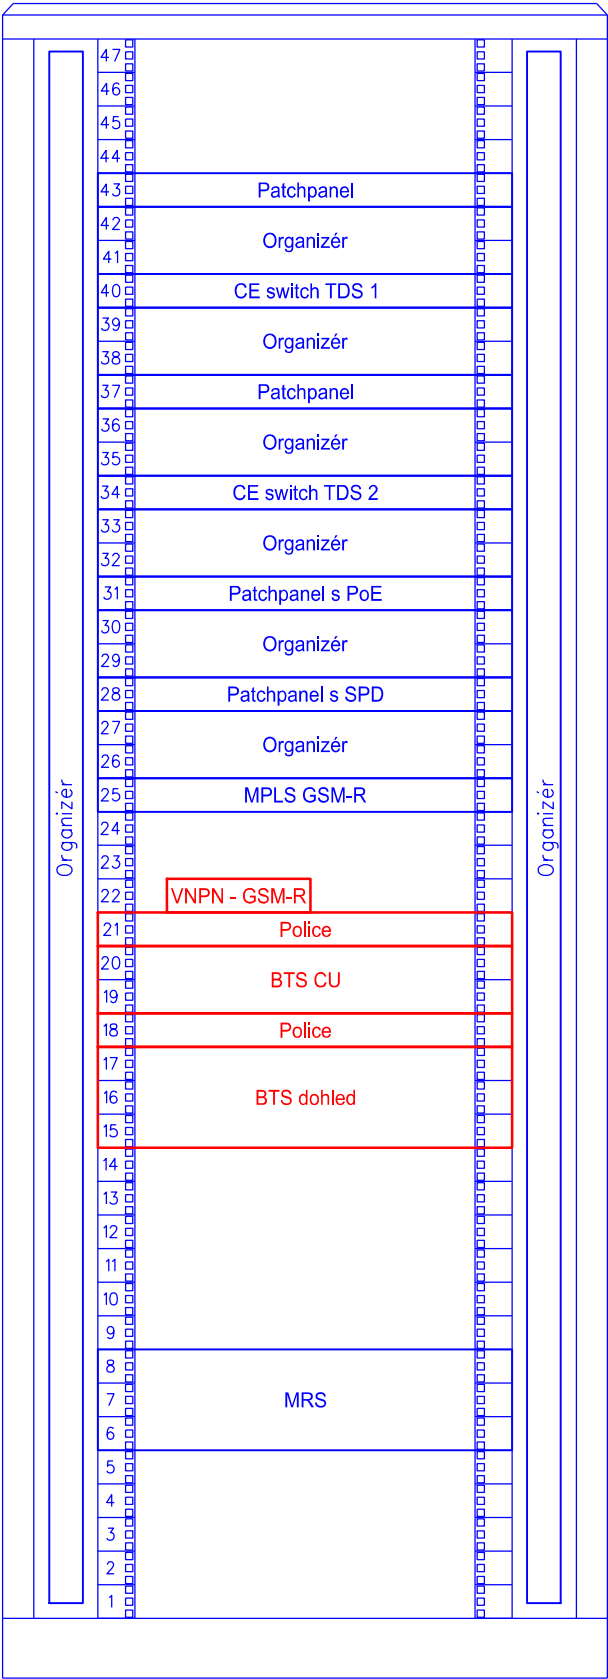 47
46
45
44
43 Patchpanel
42
Organizér
41
40 CE switch TDS 1
39
Organizér
38
37 Patchpanel
36
Organizér
35
34 CE switch TDS 2
33
Organizér
32
31 Patchpanel s PoE
30
Organizér
29
28 Patchpanel s SPD
27
Organizér
26
25 MPLS GSM-R
Organizér
Organizér
24
23
22 VNPN - GSM-R
21 Police
20
BTS CU
19
18 Police
17
16 BTS dohled
15
14
13
12
11
10
9
8
7 MRS
6
5
4
3
2
1